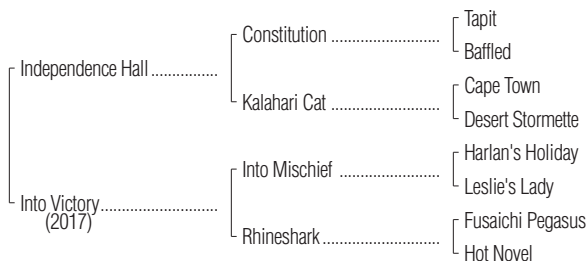 Tapit
Constitution
Baffled
Independence Hall
Cape Town
Kalahari Cat
Desert Stormette
Harlan's Holiday
Into Mischief
Leslie's Lady
Into Victory
(2017)
Fusaichi Pegasus
Rhineshark
Hot Novel